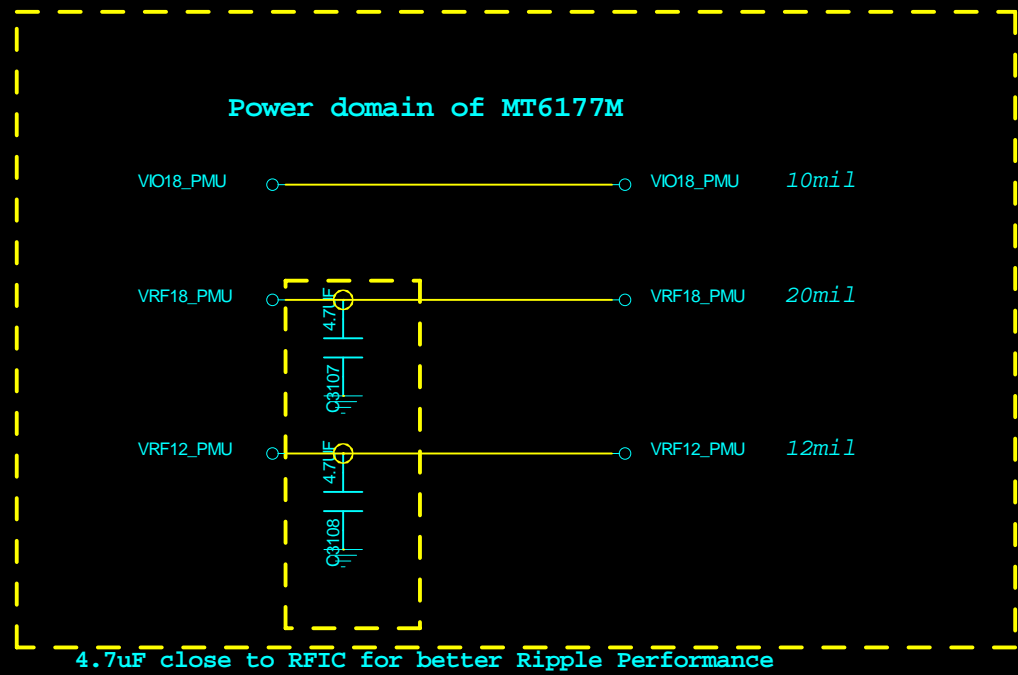 Power domain of MT6177M
VIO18_PMU VIO18_PMU 10mil
VRF18_PMU VRF18_PMU 20mil
4.7UF
C3107
VRF12_PMU VRF12_PMU 12mil
4.7UF
C3108
4.7uF close to RFIC for better Ripple Performance